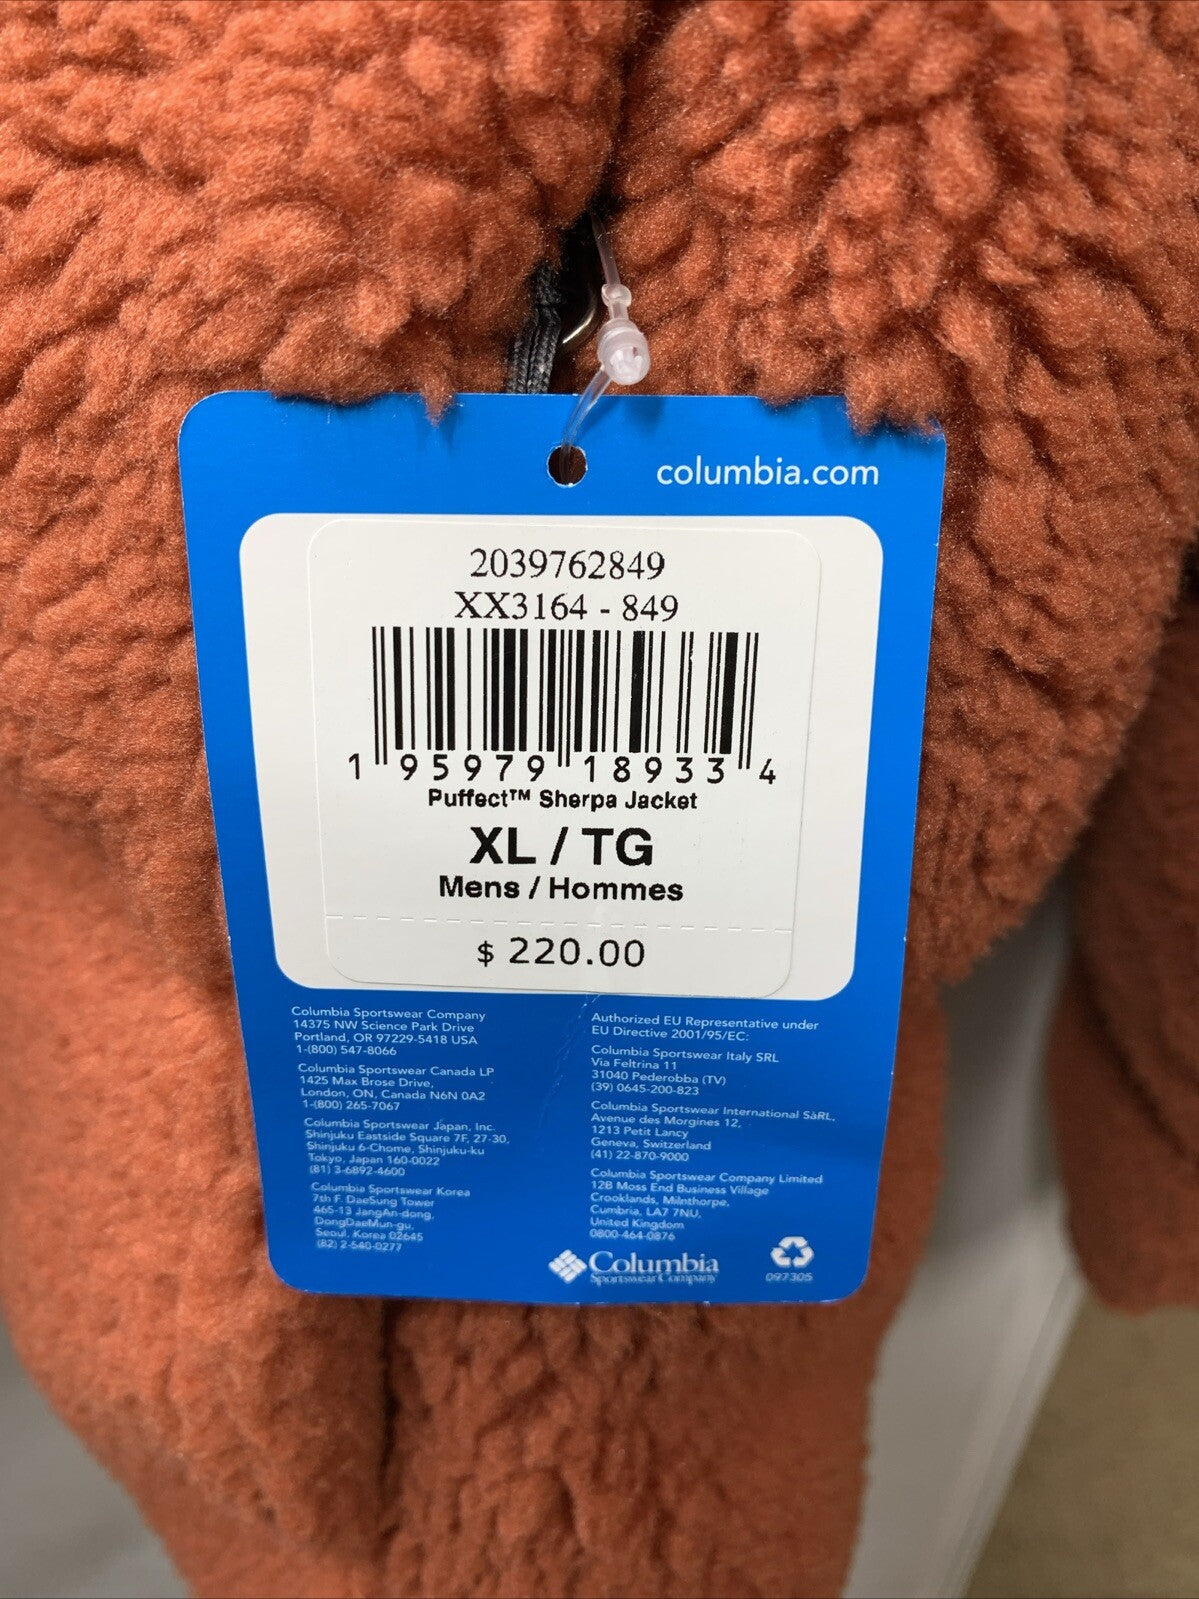 columbia.com
2039762849
XX3164 - 849
1 95979 18933 4
Puffect™ Sherpa Jacket
XL / TG
Mens / Hommes
$ 220.00
Columbia Sportswear Company
14375 NW Science Park Drive
Portland, OR 97229-5418 USA
1-(800) 547-8066
Columbia Sportswear Canada LP
1425 Max Brose Drive,
London, ON, Canada N6N 0A2
1-(800) 265-7067
Columbia Sportswear Japan, Inc.
Shinjuku Eastside Square 7F, 27-30,
Shinjuku 6-Chome, Shinjuku-ku
Tokyo, Japan 160-0022
(81) 3-6892-4600
Columbia Sportswear Korea
7th F. DaeSung Tower
465-13 JangAn-dong,
DongDaeMun-gu,
Seoul, Korea 02645
(82) 2-540-0277
Authorized EU Representative under
EU Directive 2001/95/EC:
Columbia Sportswear Italy SRL
Via Feltrina 11
31040 Pederobba (TV)
(39) 0645-200-823
Columbia Sportswear International SàRL,
Avenue des Morgines 12,
1213 Petit Lancy
Geneva, Switzerland
(41) 22-870-9000
Columbia Sportswear Company Limited
12B Moss End Business Village
Crooklands, Milnthorpe,
Cumbria, LA7 7NU,
United Kingdom
0800-464-0876
Columbia
Sportswear Company
097305